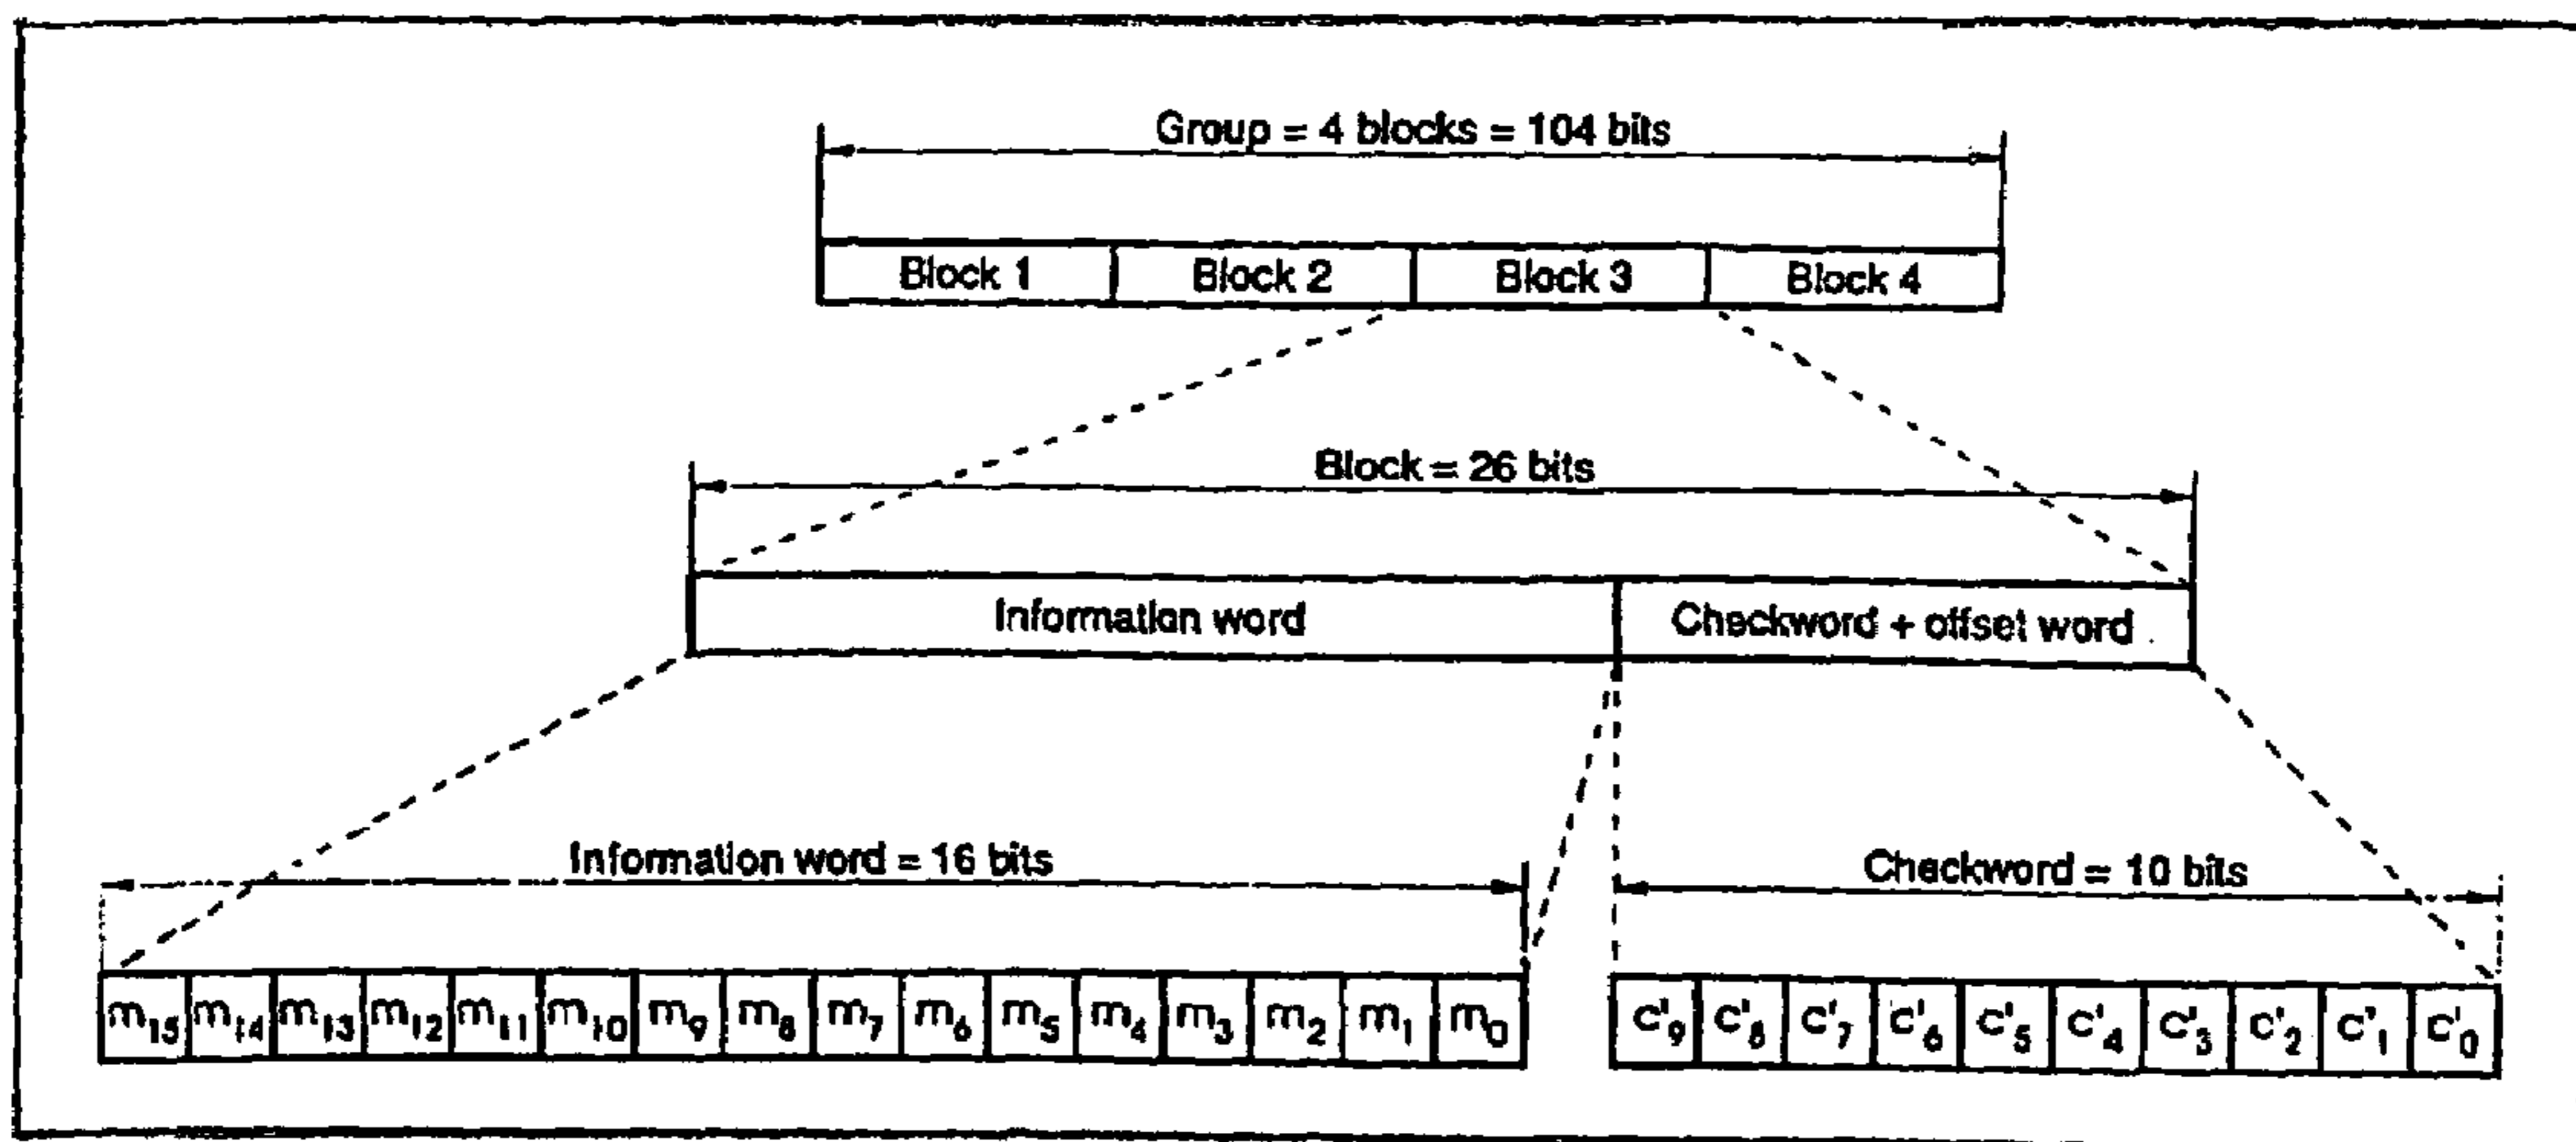 Group = 4 blocks = 104 bits
Block 1 Block 2 Block 3 Block 4
Block = 26 bits
Information word Checkword + offset word
Information word = 16 bits Checkword = 10 bits
m₁₅ m₁₄ m₁₃ m₁₂ m₁₁ m₁₀ m₉ m₈ m₇ m₆ m₅ m₄ m₃ m₂ m₁ m₀ c'₉ c'₈ c'₇ c'₆ c'₅ c'₄ c'₃ c'₂ c'₁ c'₀